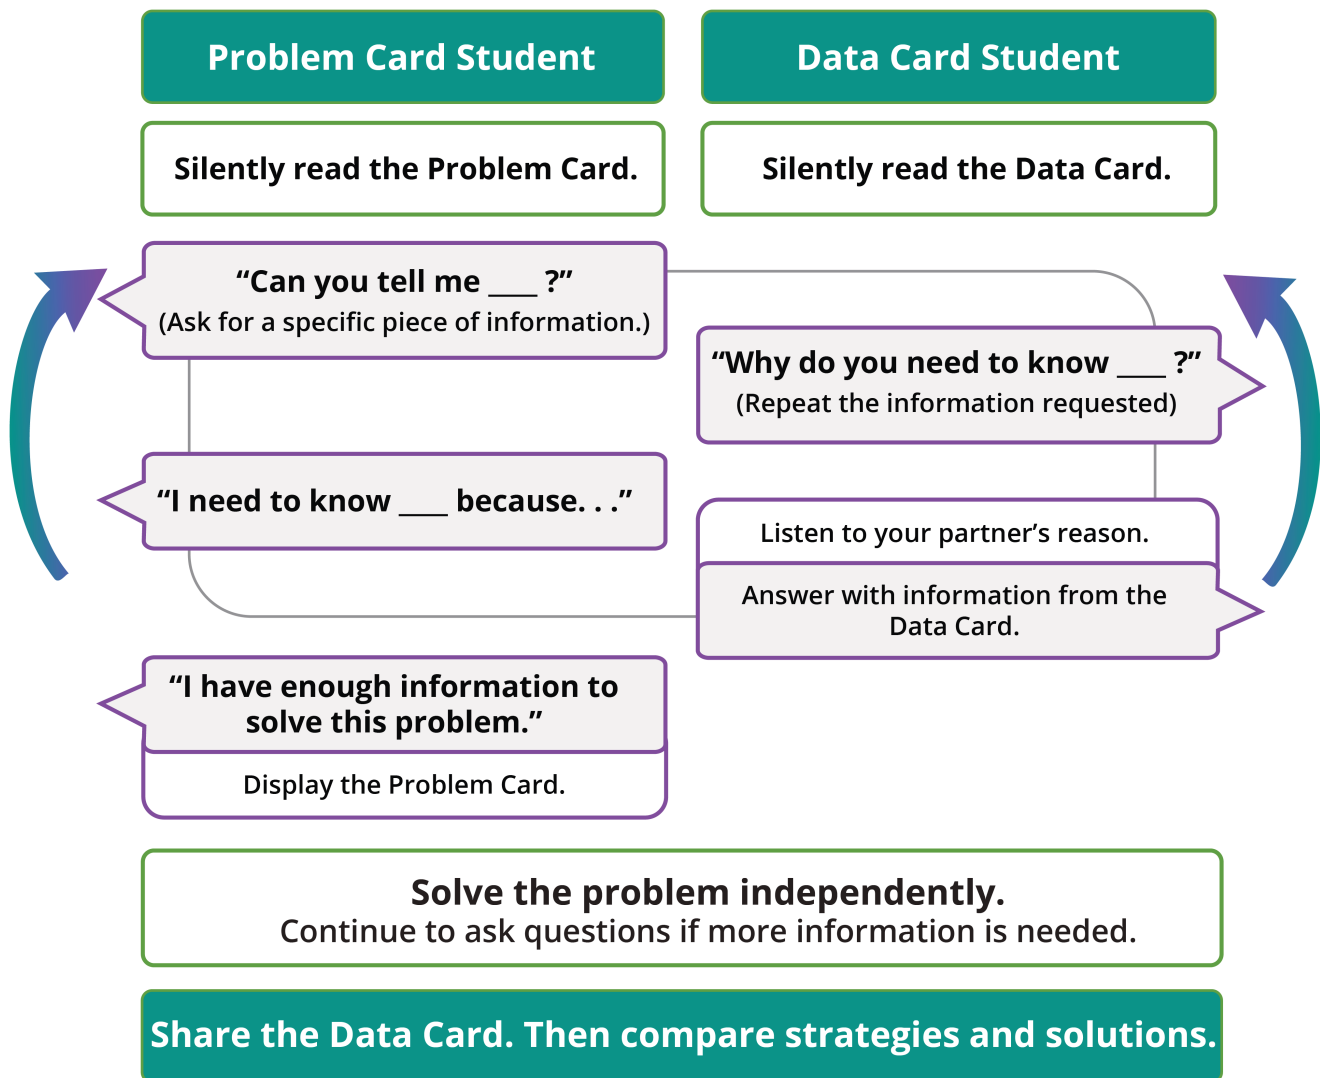 Problem Card Student
Data Card Student
Silently read the Problem Card.
Silently read the Data Card.
“Can you tell me ____ ?”
(Ask for a specific piece of information.)
“Why do you need to know ____ ?”
(Repeat the information requested)
“I need to know ____ because. . .”
Listen to your partner’s reason.
Answer with information from the
Data Card.
“I have enough information to
solve this problem.”
Display the Problem Card.
Solve the problem independently.
Continue to ask questions if more information is needed.
Share the Data Card. Then compare strategies and solutions.